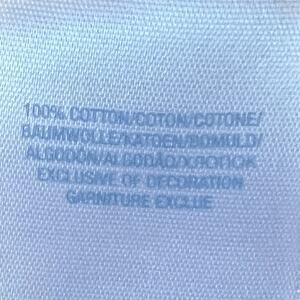 100% COTTON/COTON/COTONE/
BAUMWOLLE/KATOEN/BOMULD/
ALGODÓN/ALGODÃO/ХЛОПОК
EXCLUSIVE OF DECORATION
GARNITURE EXCLUE